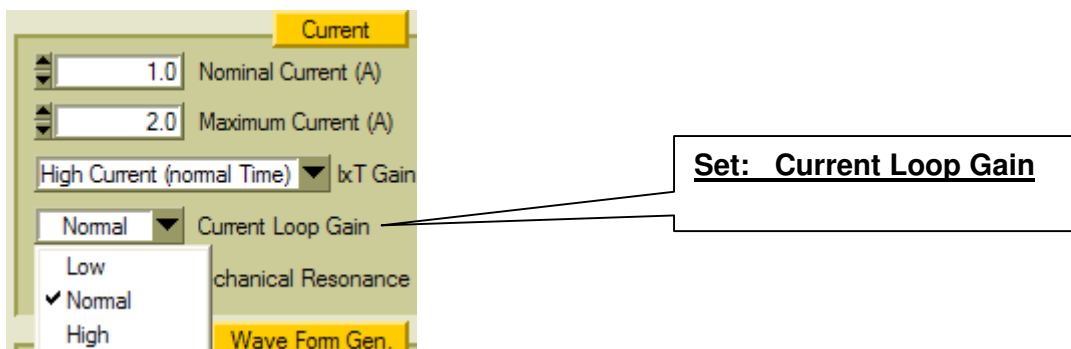 Current
1.0 Nominal Current (A)
2.0 Maximum Current (A)
High Current (normal Time) IxT Gain
Normal Current Loop Gain
Set: Current Loop Gain
Low
chanical Resonance
Normal
High
Wave Form Gen.